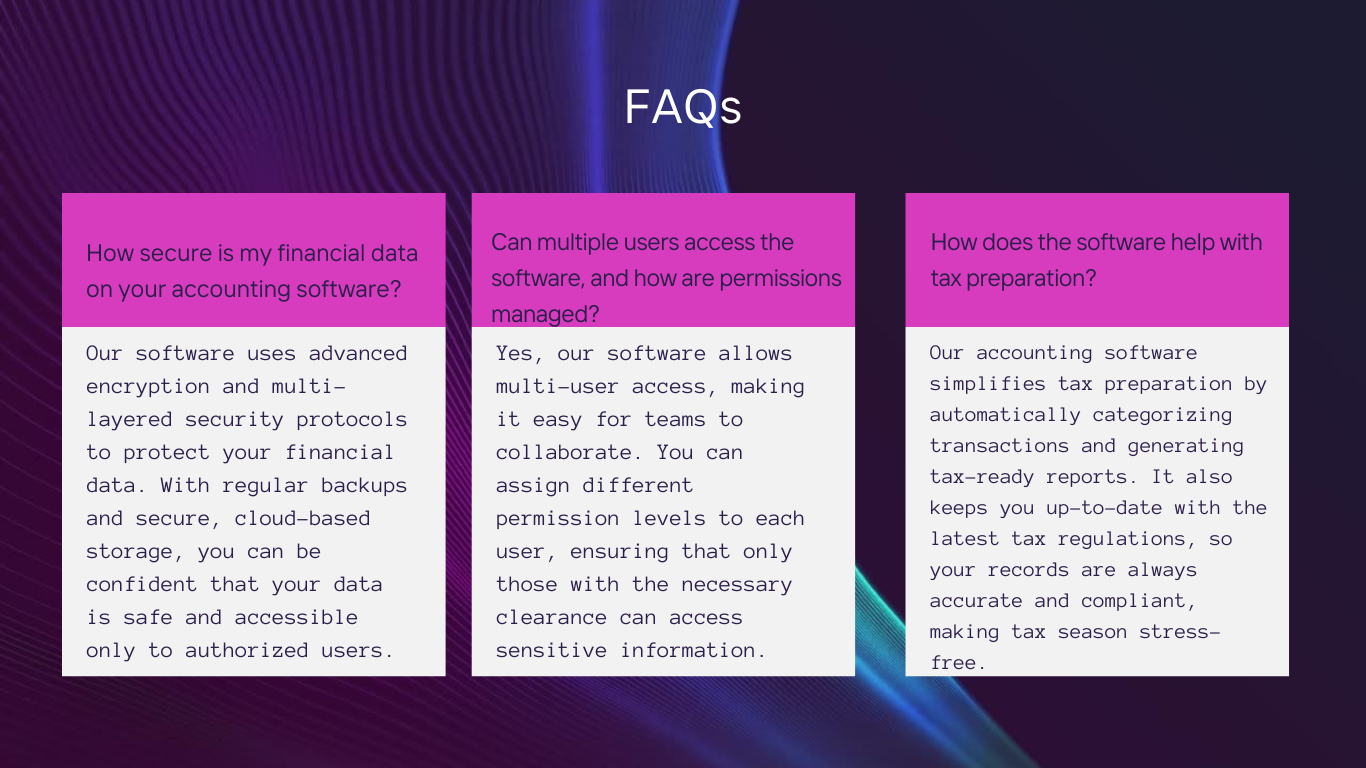 FAQs
How secure is my financial data
on your accounting software?
Our software uses advanced
encryption and multi-
layered security protocols
to protect your financial
data. With regular backups
and secure, cloud-based
storage, you can be
confident that your data
is safe and accessible
only to authorized users.
Can multiple users access the
software, and how are permissions
managed?
Yes, our software allows
multi-user access, making
it easy for teams to
collaborate. You can
assign different
permission levels to each
user, ensuring that only
those with the necessary
clearance can access
sensitive information.
How does the software help with
tax preparation?
Our accounting software
simplifies tax preparation by
automatically categorizing
transactions and generating
tax-ready reports. It also
keeps you up-to-date with the
latest tax regulations, so
your records are always
accurate and compliant,
making tax season stress-
free.